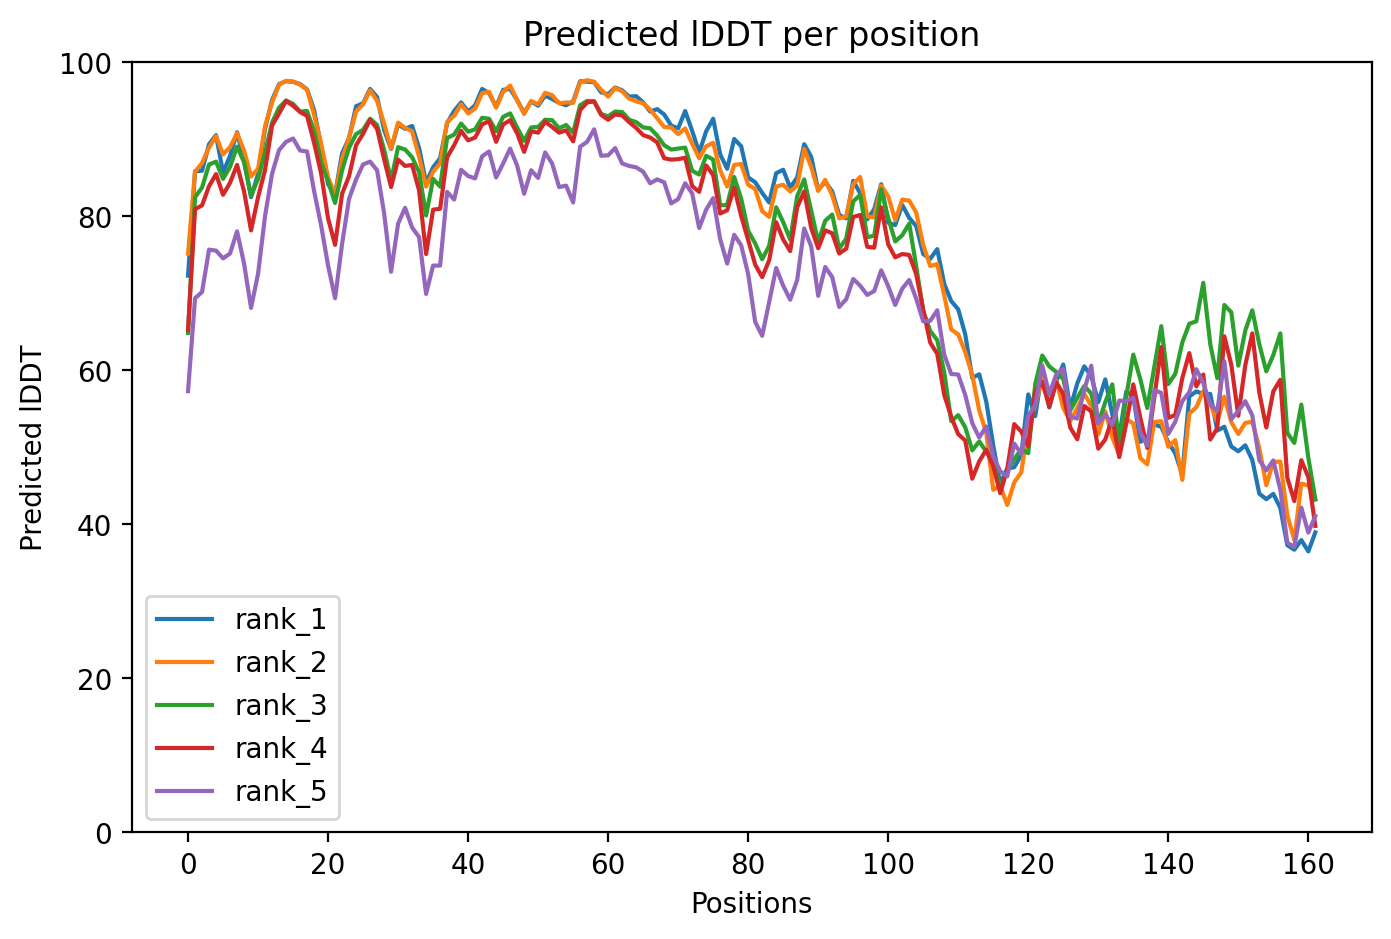 Predicted lDDT per position
100
80
60
40
20
0
Predicted lDDT
rank_1
rank_2
rank_3
rank_4
rank_5
0 20 40 60 80 100 120 140 160
Positions